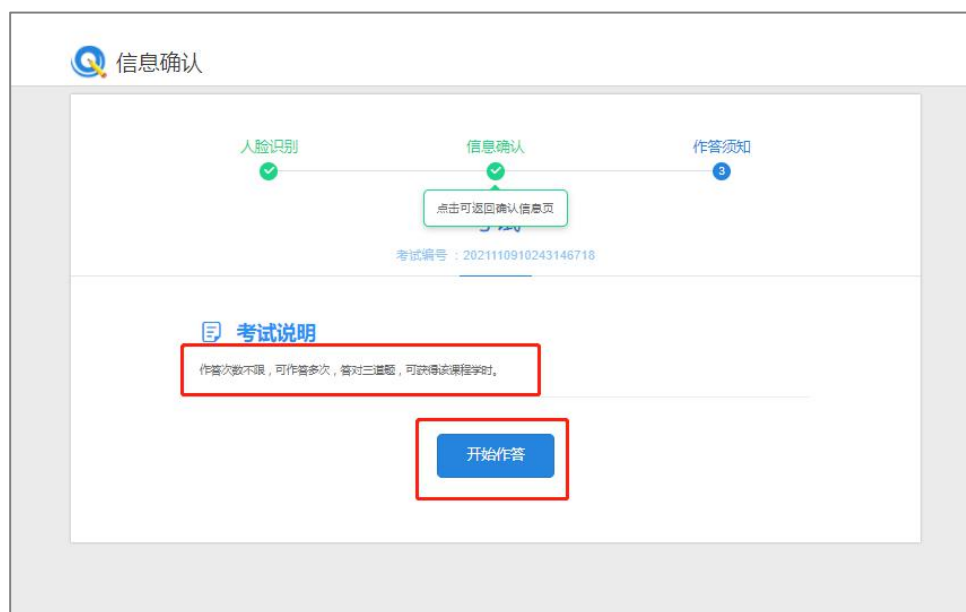 信息确认
人脸识别
信息确认
作答须知
3
点击可返回确认信息页
考试编号 : 2021110910243146718
考试说明
作答次数不限，可作答多次，答对三道题，可获得该课程学时。
开始作答